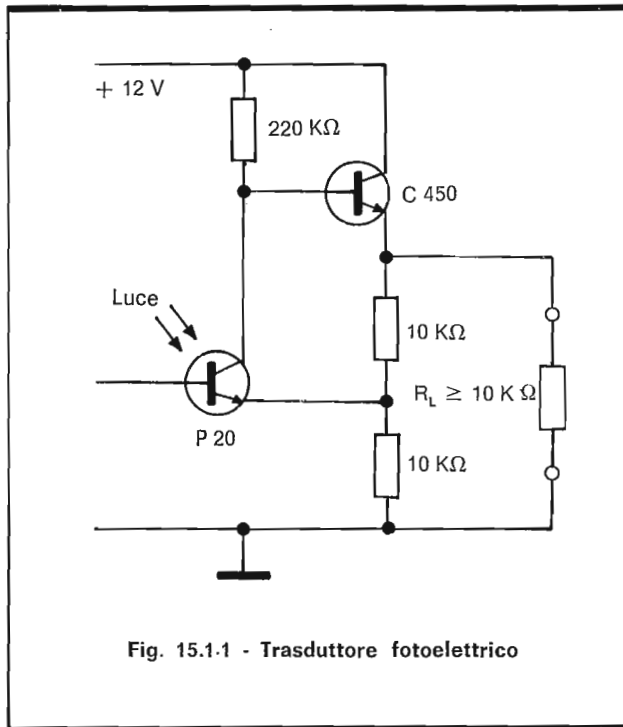 + 12 V
220 KΩ
C 450
Luce
10 KΩ
R_L ≥ 10 K Ω
P 20
10 KΩ
Fig. 15.1-1 - Trasduttore fotoelettrico